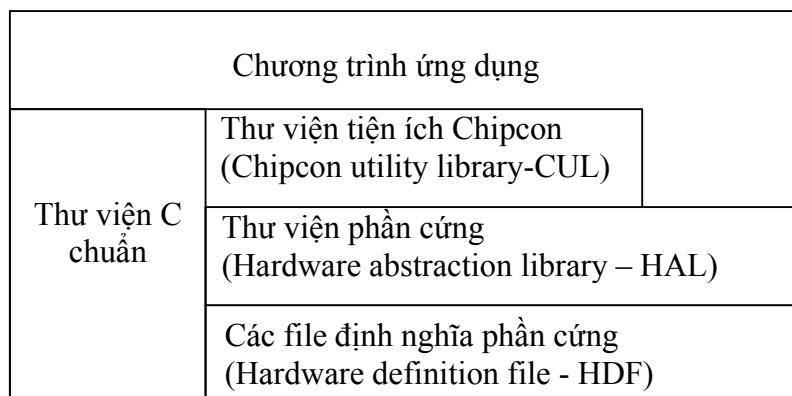 Chương trình ứng dụng
Thư viện tiện ích Chipcon
(Chipcon utility library-CUL)
Thư viện C
chuẩn
Thư viện phần cứng
(Hardware abstraction library – HAL)
Các file định nghĩa phần cứng
(Hardware definition file - HDF)